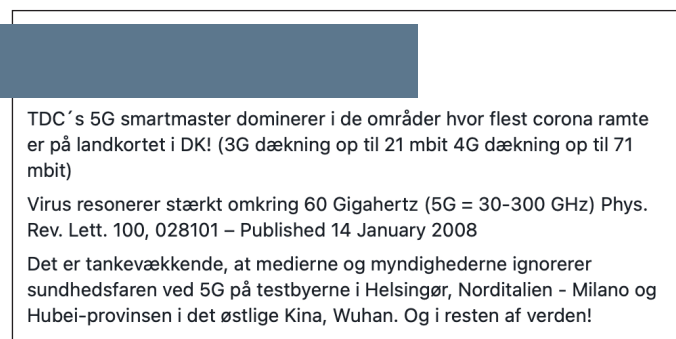 TDC´s 5G smartmaster dominerer i de områder hvor flest corona ramte
er på landkortet i DK! (3G dækning op til 21 mbit 4G dækning op til 71
mbit)
Virus resonerer stærkt omkring 60 Gigahertz (5G = 30-300 GHz) Phys.
Rev. Lett. 100, 028101 – Published 14 January 2008
Det er tankevækkende, at medierne og myndighederne ignorerer
sundhedsfaren ved 5G på testbyerne i Helsingør, Norditalien - Milano og
Hubei-provinsen i det østlige Kina, Wuhan. Og i resten af verden!